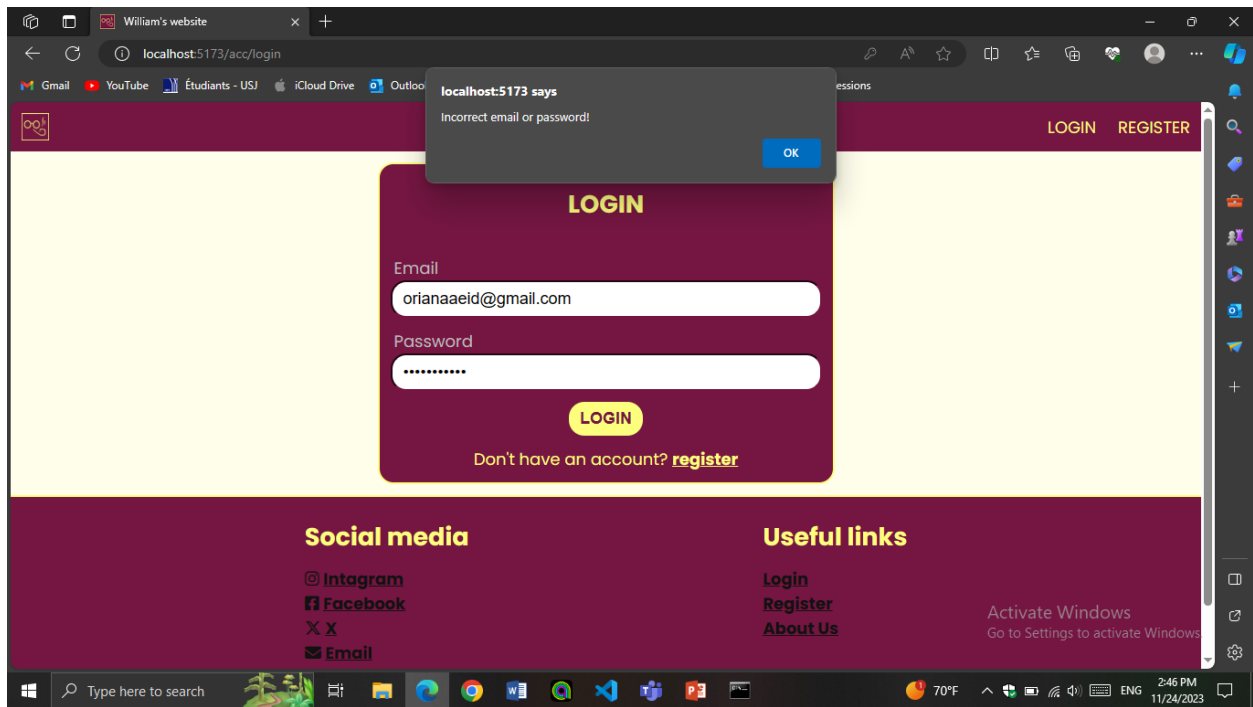 William's website
localhost:5173/acc/login
Gmail YouTube Étudiants - USJ iCloud Drive Outloo essions
localhost:5173 says
Incorrect email or password!
OK
LOGIN REGISTER
LOGIN
Email
orianaaeid@gmail.com
Password
•••••••••••
LOGIN
Don't have an account? register
Social media
Intagram
Facebook
X
Email
Useful links
Login
Register
About Us
Activate Windows
Go to Settings to activate Windows
Type here to search
70°F ENG 2:46 PM
11/24/2023